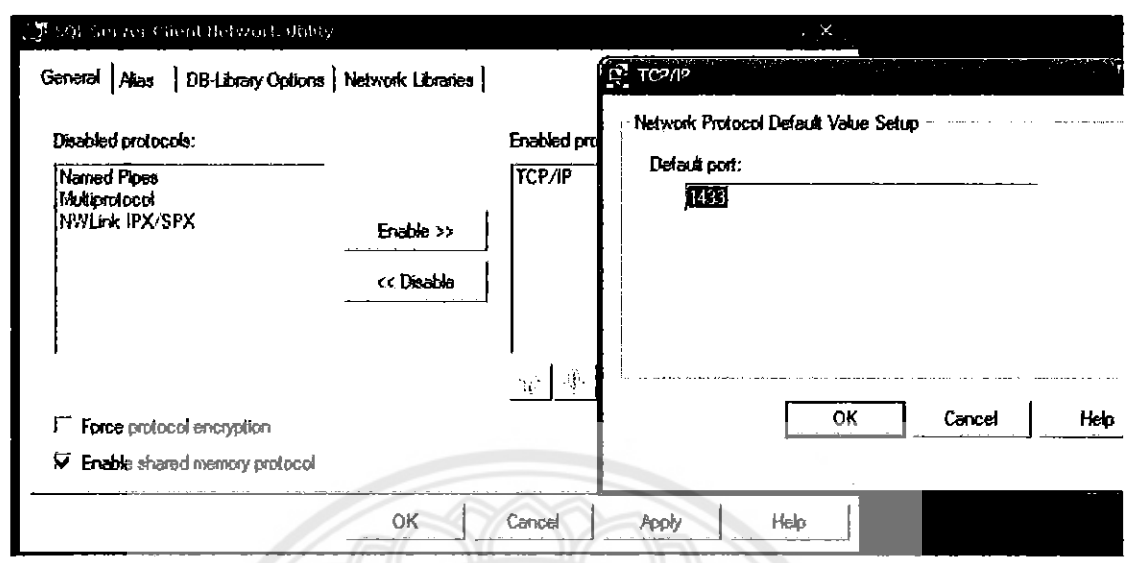 SQL Server Client Network Utility
General Alias DB-Library Options Network Libraries
Disabled protocols:
Named Pipes
Multiprotocol
NWLink IPX/SPX
Enable >>
<< Disable
Enabled pro
TCP/IP
Force protocol encryption
Enable shared memory protocol
OK Cancel Apply Help
TCP/IP
Network Protocol Default Value Setup
Default port:
1433
OK Cancel Help